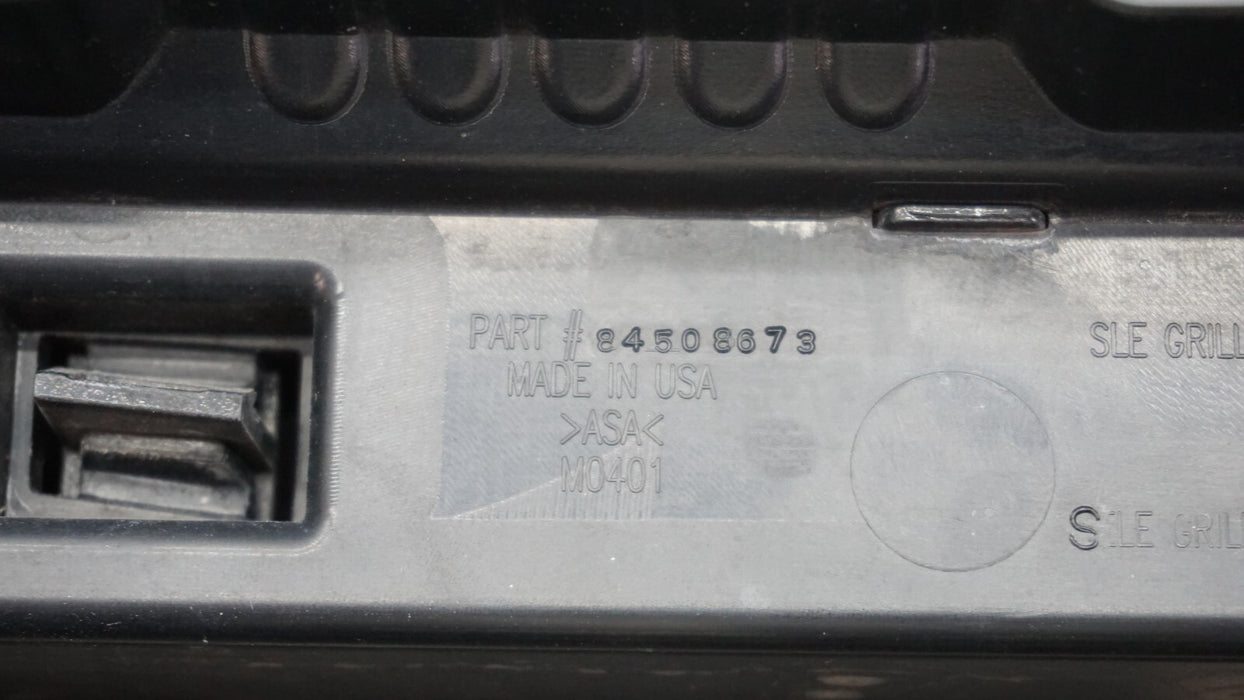 PART # 84508673
MADE IN USA
>ASA<
M0401
SLE GRILL
SLE GRIL